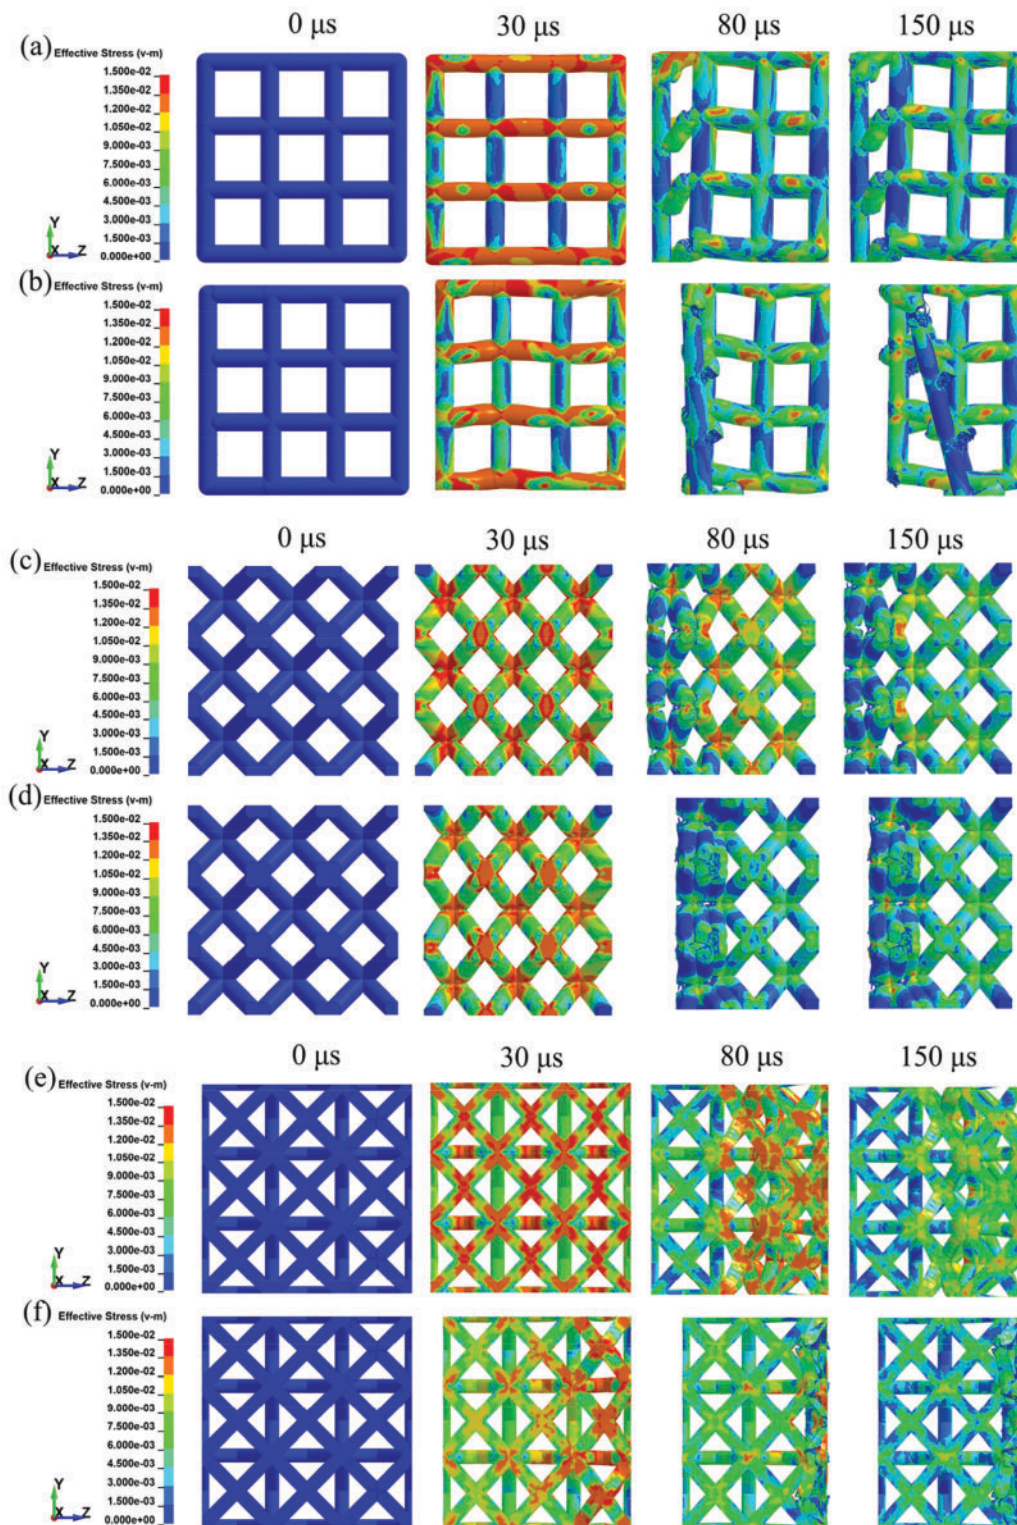 0 μs 30 μs 80 μs 150 μs
(a) Effective Stress (v-m)
1.500e-02
1.350e-02
1.200e-02
1.050e-02
9.000e-03
7.500e-03
6.000e-03
4.500e-03
3.000e-03
1.500e-03
0.000e+00
Y
X Z
(b) Effective Stress (v-m)
1.500e-02
1.350e-02
1.200e-02
1.050e-02
9.000e-03
7.500e-03
6.000e-03
4.500e-03
3.000e-03
1.500e-03
0.000e+00
Y
X Z
0 μs 30 μs 80 μs 150 μs
(c) Effective Stress (v-m)
1.500e-02
1.350e-02
1.200e-02
1.050e-02
9.000e-03
7.500e-03
6.000e-03
4.500e-03
3.000e-03
1.500e-03
0.000e+00
Y
X Z
(d) Effective Stress (v-m)
1.500e-02
1.350e-02
1.200e-02
1.050e-02
9.000e-03
7.500e-03
6.000e-03
4.500e-03
3.000e-03
1.500e-03
0.000e+00
Y
X Z
0 μs 30 μs 80 μs 150 μs
(e) Effective Stress (v-m)
1.500e-02
1.350e-02
1.200e-02
1.050e-02
9.000e-03
7.500e-03
6.000e-03
4.500e-03
3.000e-03
1.500e-03
0.000e+00
Y
X Z
(f) Effective Stress (v-m)
1.500e-02
1.350e-02
1.200e-02
1.050e-02
9.000e-03
7.500e-03
6.000e-03
4.500e-03
3.000e-03
1.500e-03
0.000e+00
Y
X Z